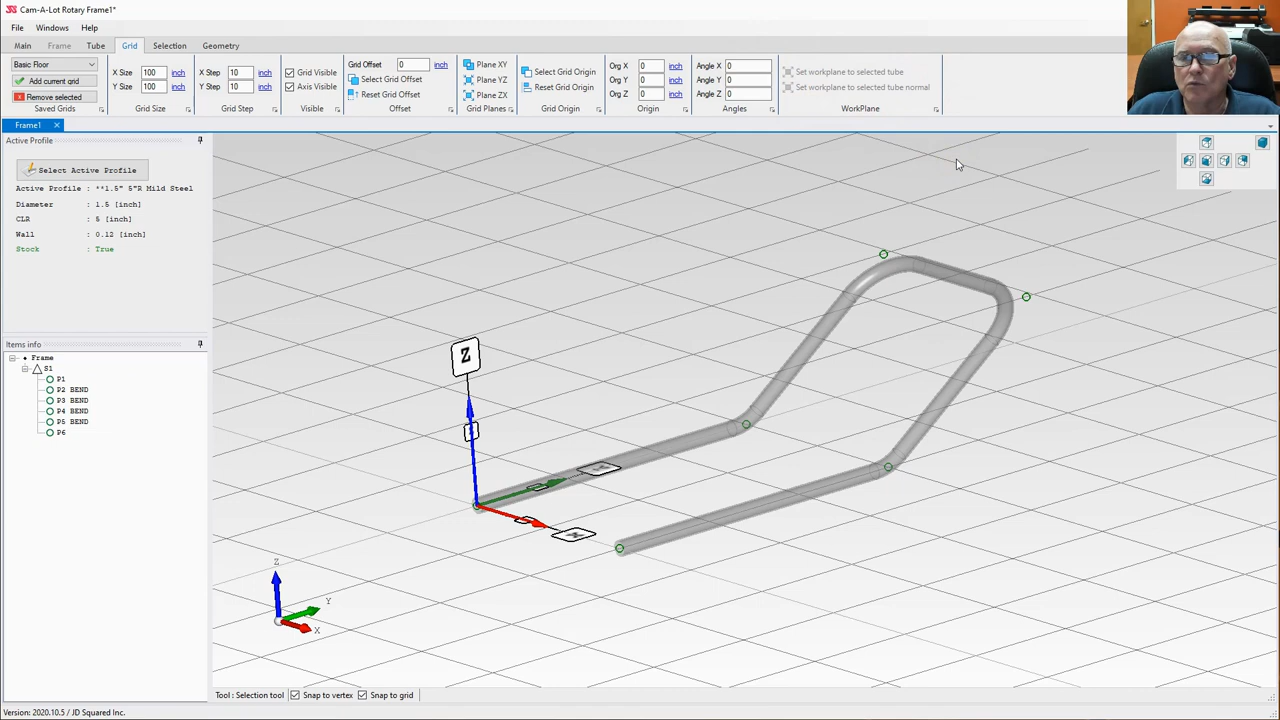 Cam-A-Lot Rotary Frame1*
File Windows Help
Main Frame Tube Grid Selection Geometry
Basic Floor
Add current grid
Remove selected
Saved Grids
X Size 100 inch
Y Size 100 inch
Grid Size
X Step 10 inch
Y Step 10 inch
Grid Step
Grid Visible
Axis Visible
Visible
Grid Offset 0 inch
Select Grid Offset
Reset Grid Offset
Offset
Plane XY
Plane YZ
Plane ZX
Grid Planes
Select Grid Origin
Reset Grid Origin
Grid Origin
Org X 0 inch
Org Y 0 inch
Org Z 0 inch
Origin
Angle X 0
Angle Y 0
Angle Z 0
Angles
Set workplane to selected tube
Set workplane to selected tube normal
WorkPlane
Frame1
Active Profile
Select Active Profile
Active Profile : **1.5" 5"R Mild Steel
Diameter : 1.5 [inch]
CLR : 5 [inch]
Wall : 0.12 [inch]
Stock : True
Items info
Frame
S1
P1
P2 BEND
P3 BEND
P4 BEND
P5 BEND
P6
Z
Z
Y
X
Tool : Selection tool Snap to vertex Snap to grid
Version: 2020.10.5 / JD Squared Inc.